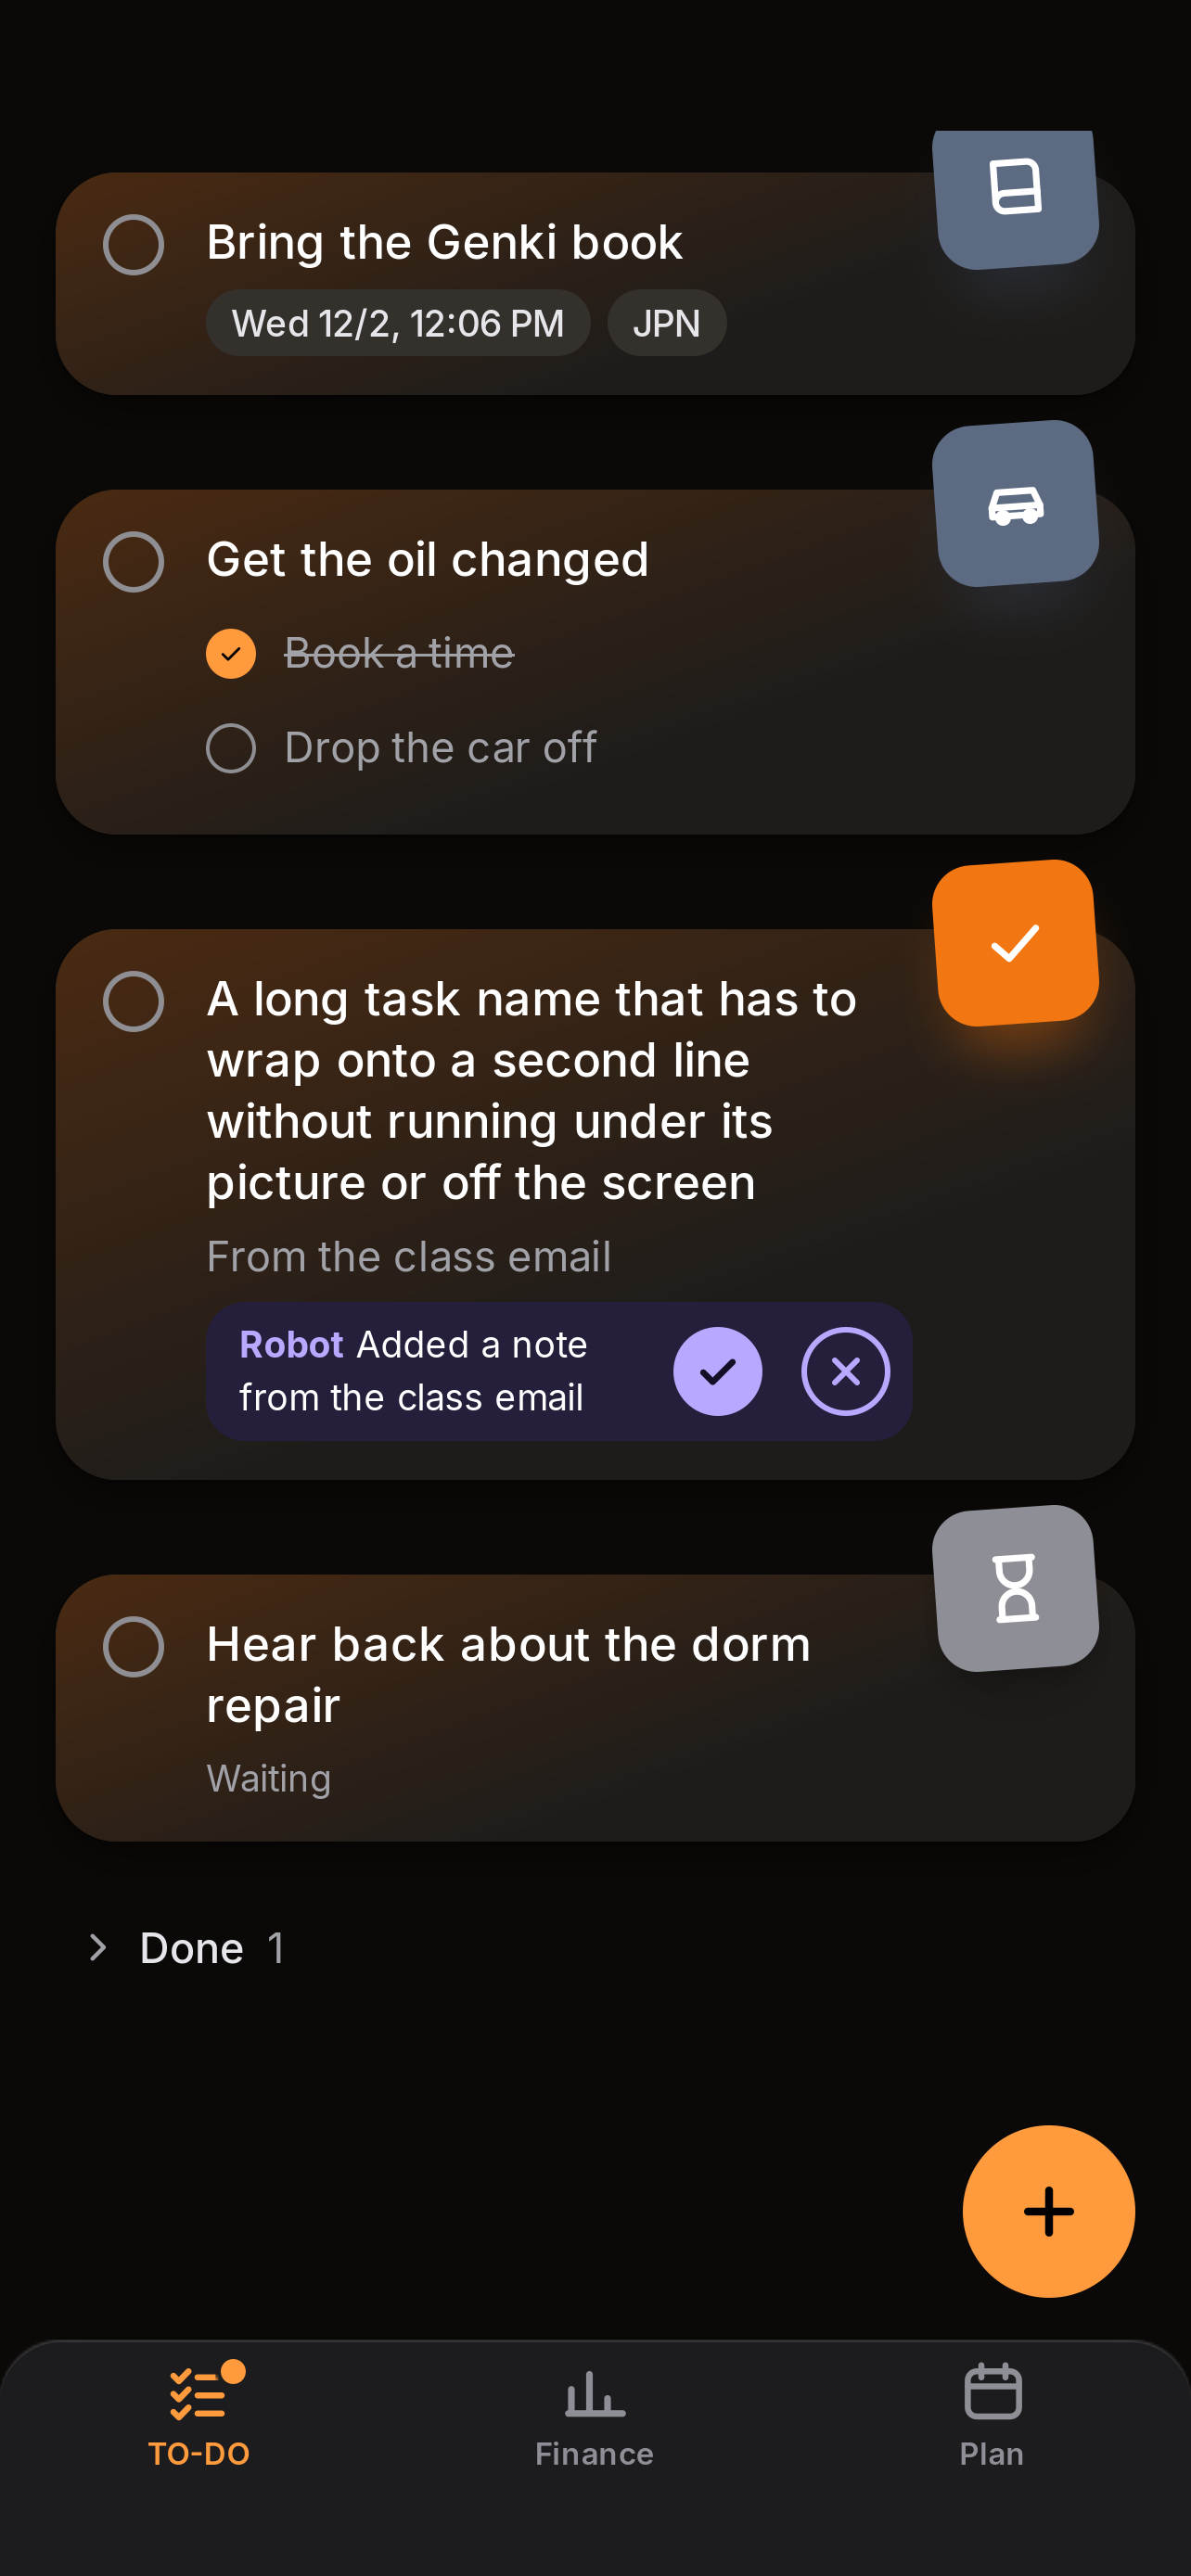 Bring the Genki book
Wed 12/2, 12:06 PM JPN
Get the oil changed
Book a time
Drop the car off
A long task name that has to
wrap onto a second line
without running under its
picture or off the screen
From the class email
Robot Added a note
from the class email
Hear back about the dorm
repair
Waiting
Done 1
TO-DO Finance Plan